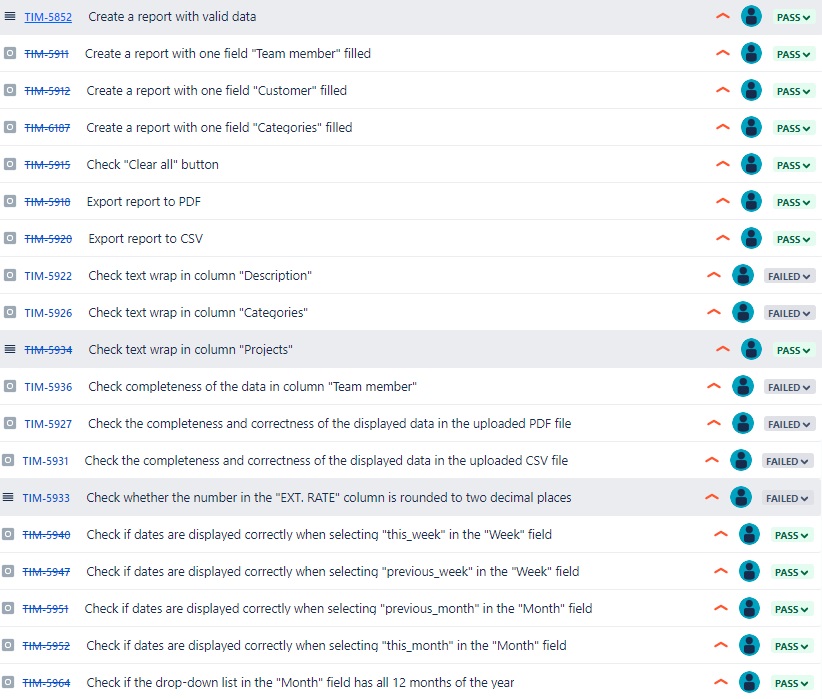 TIM-5852 Create a report with valid data PASS
TIM-5911 Create a report with one field "Team member" filled PASS
TIM-5912 Create a report with one field "Customer" filled PASS
TIM-6187 Create a report with one field "Categories" filled PASS
TIM-5915 Check "Clear all" button PASS
TIM-5918 Export report to PDF PASS
TIM-5920 Export report to CSV PASS
TIM-5922 Check text wrap in column "Description" FAILED
TIM-5926 Check text wrap in column "Categories" FAILED
TIM-5934 Check text wrap in column "Projects" PASS
TIM-5936 Check completeness of the data in column "Team member" FAILED
TIM-5927 Check the completeness and correctness of the displayed data in the uploaded PDF file FAILED
TIM-5931 Check the completeness and correctness of the displayed data in the uploaded CSV file FAILED
TIM-5933 Check whether the number in the "EXT. RATE" column is rounded to two decimal places FAILED
TIM-5940 Check if dates are displayed correctly when selecting "this_week" in the "Week" field PASS
TIM-5947 Check if dates are displayed correctly when selecting "previous_week" in the "Week" field PASS
TIM-5951 Check if dates are displayed correctly when selecting "previous_month" in the "Month" field PASS
TIM-5952 Check if dates are displayed correctly when selecting "this_month" in the "Month" field PASS
TIM-5964 Check if the drop-down list in the "Month" field has all 12 months of the year PASS